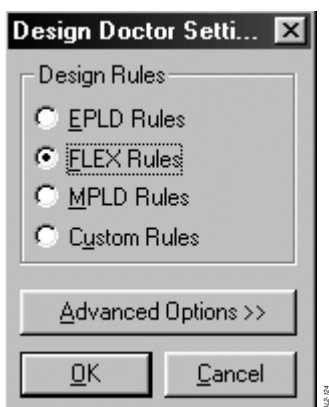 Design Doctor Setti...
Design Rules
EPLD Rules
FLEX Rules
MPLD Rules
Custom Rules
Advanced Options >>
OK
Cancel